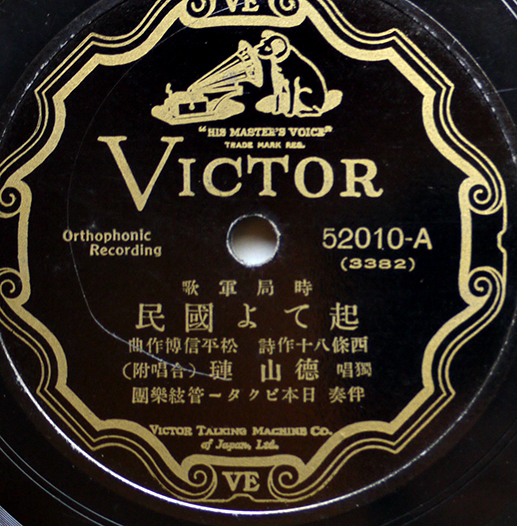 VE
"HIS MASTER'S VOICE"
TRADE MARK REG.
VICTOR
Orthophonic
Recording
52010-A
(3382)
時局軍歌
起てよ國民
西條八十作詩 松平信博作曲
獨唱 德山 璉 (合唱附)
伴奏 日本ビクター管絃樂團
VICTOR TALKING MACHINE CO.
of Japan, Ltd.
VE